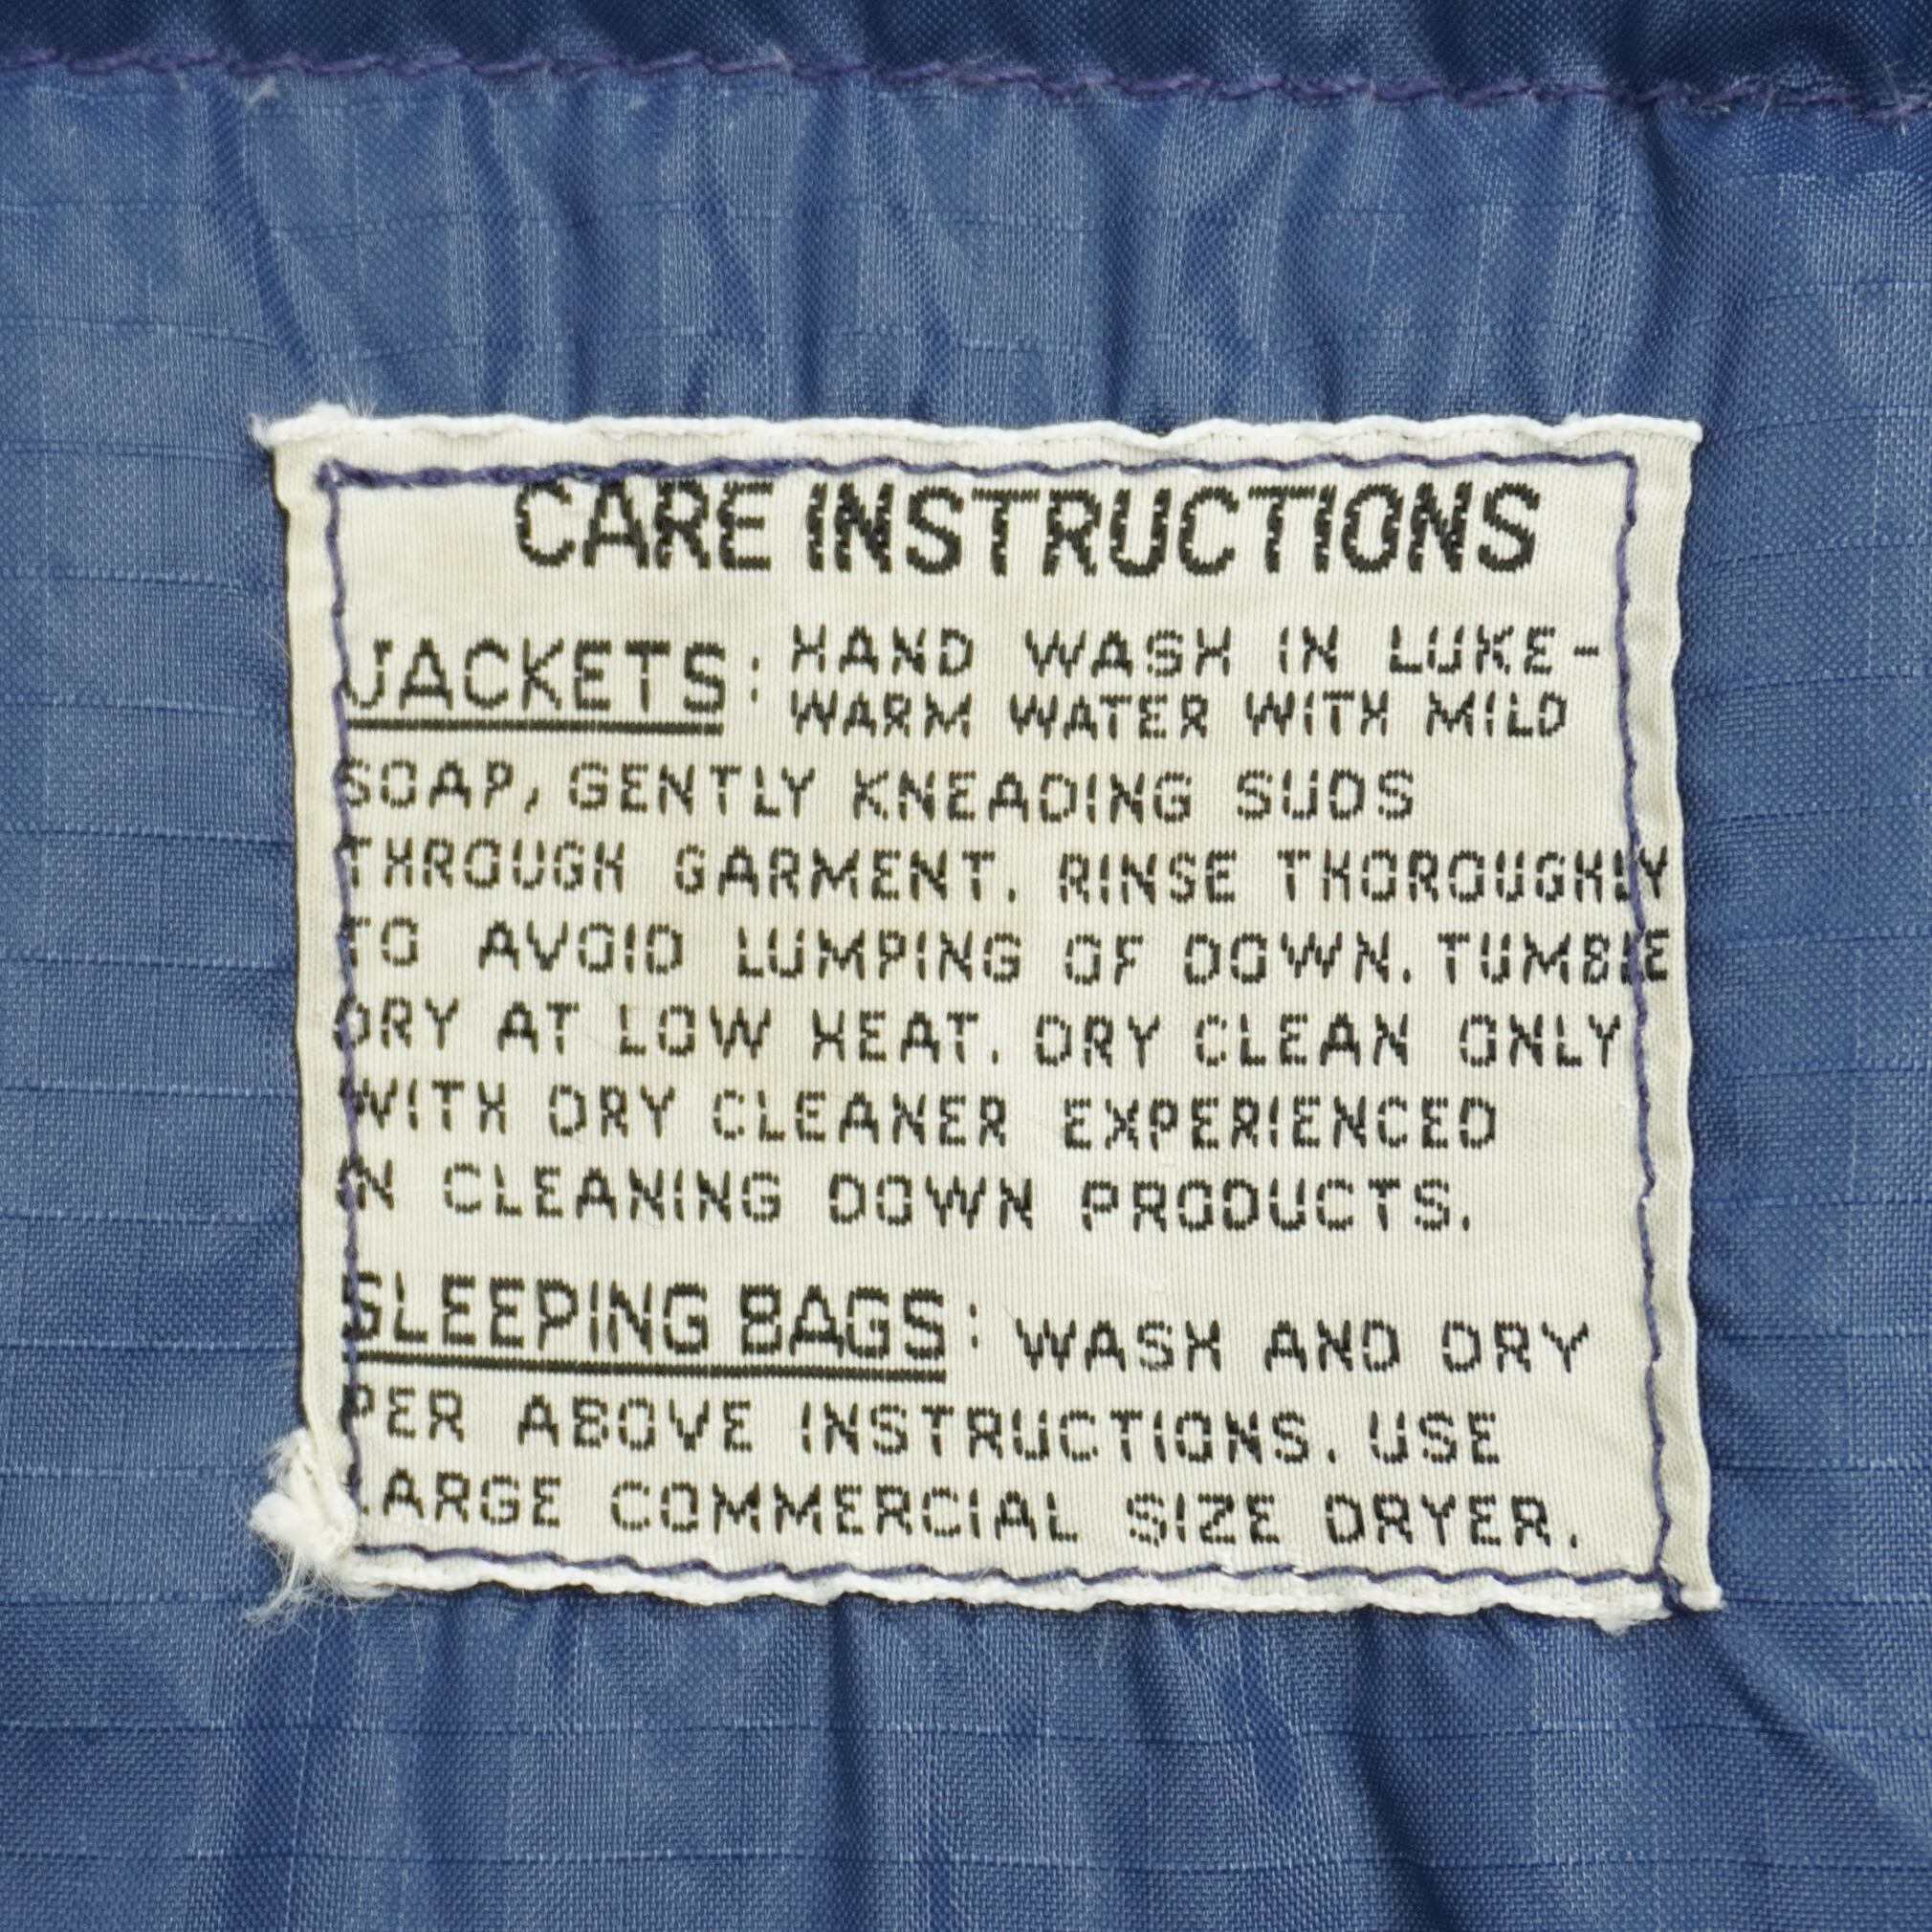 CARE INSTRUCTIONS
JACKETS: HAND WASH IN LUKE-
WARM WATER WITH MILD
SOAP, GENTLY KNEADING SUDS
THROUGH GARMENT. RINSE THOROUGHLY
TO AVOID LUMPING OF DOWN. TUMBLE
DRY AT LOW HEAT. DRY CLEAN ONLY
WITH DRY CLEANER EXPERIENCED
IN CLEANING DOWN PRODUCTS.
SLEEPING BAGS: WASH AND DRY
PER ABOVE INSTRUCTIONS. USE
LARGE COMMERCIAL SIZE DRYER.